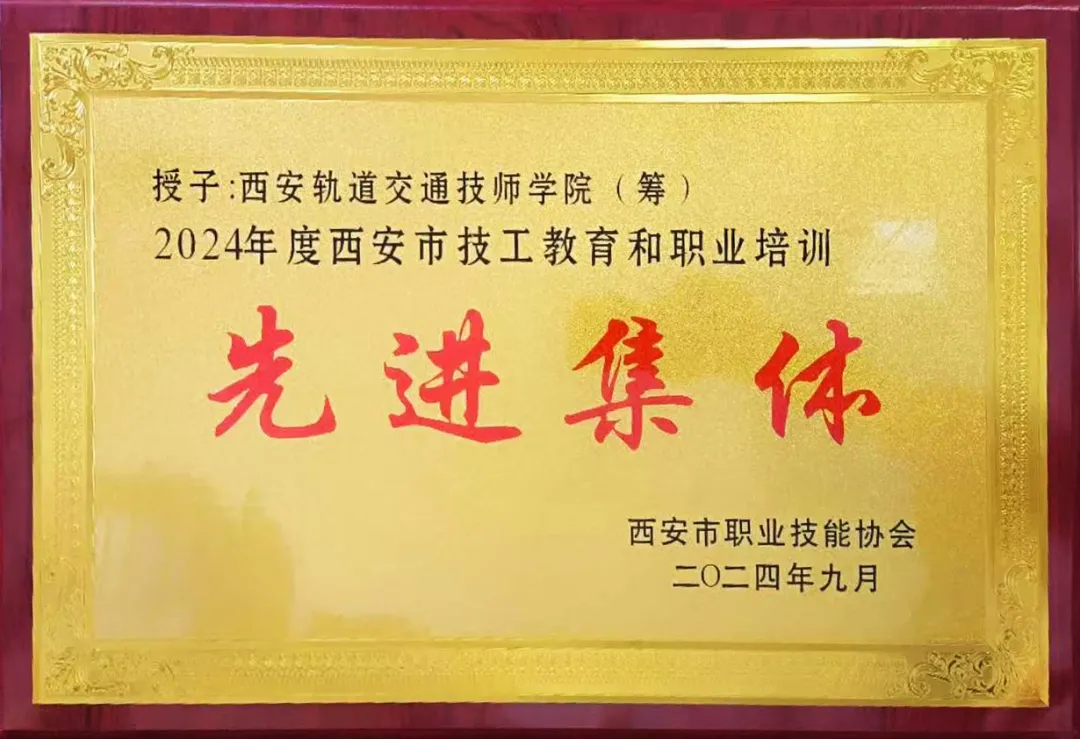 授子:西安轨道交通技师学院（筹）
2024年度西安市技工教育和职业培训
先进集体
西安市职业技能协会
二〇二四年九月